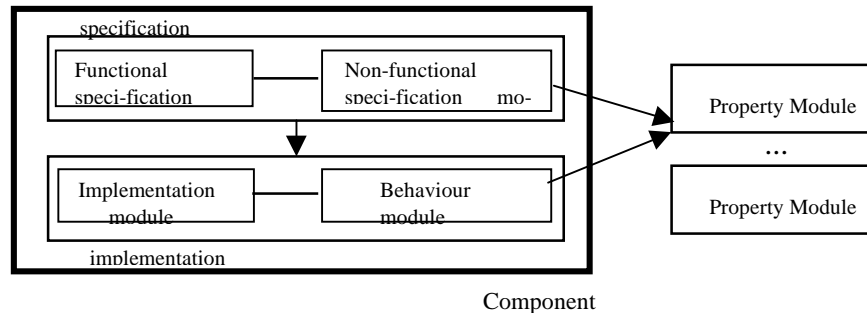 specification
Functional
speci-fication
Non-functional
speci-fication mo-
Property Module
...
Property Module
Implementation
module
Behaviour
module
implementation
Component